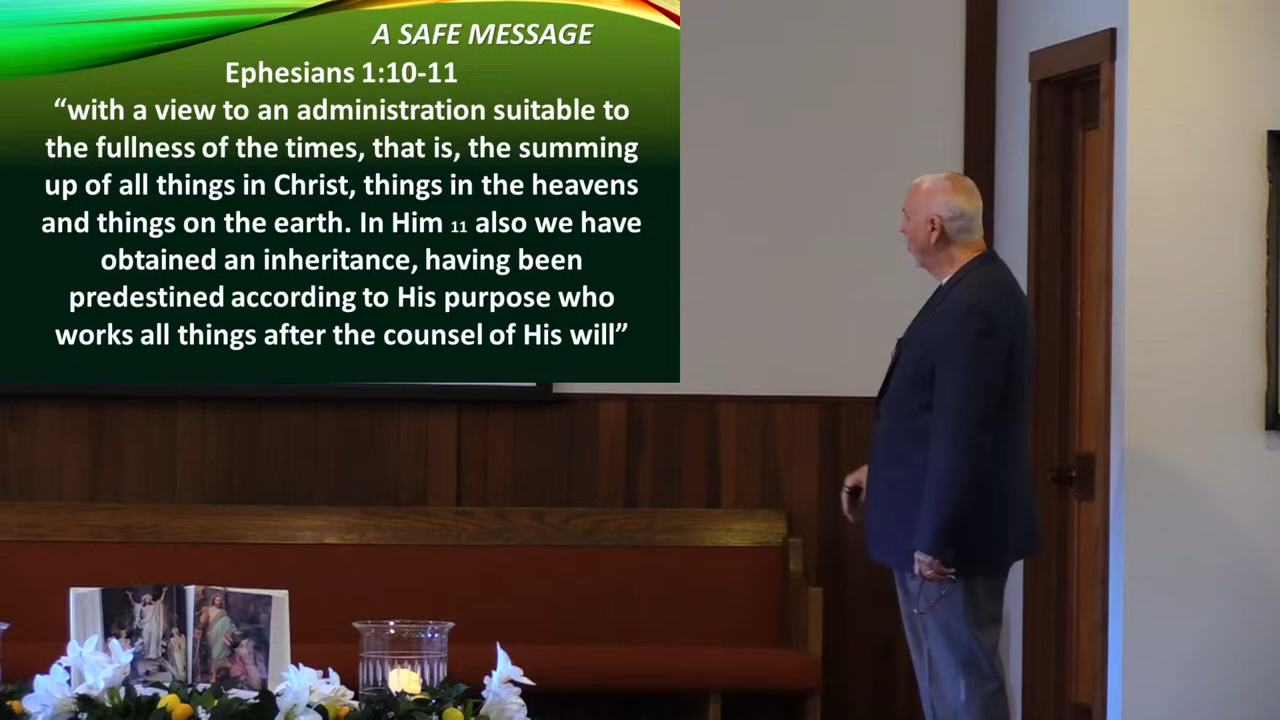 A SAFE MESSAGE
Ephesians 1:10-11
“with a view to an administration suitable to
the fullness of the times, that is, the summing
up of all things in Christ, things in the heavens
and things on the earth. In Him 11 also we have
obtained an inheritance, having been
predestined according to His purpose who
works all things after the counsel of His will”